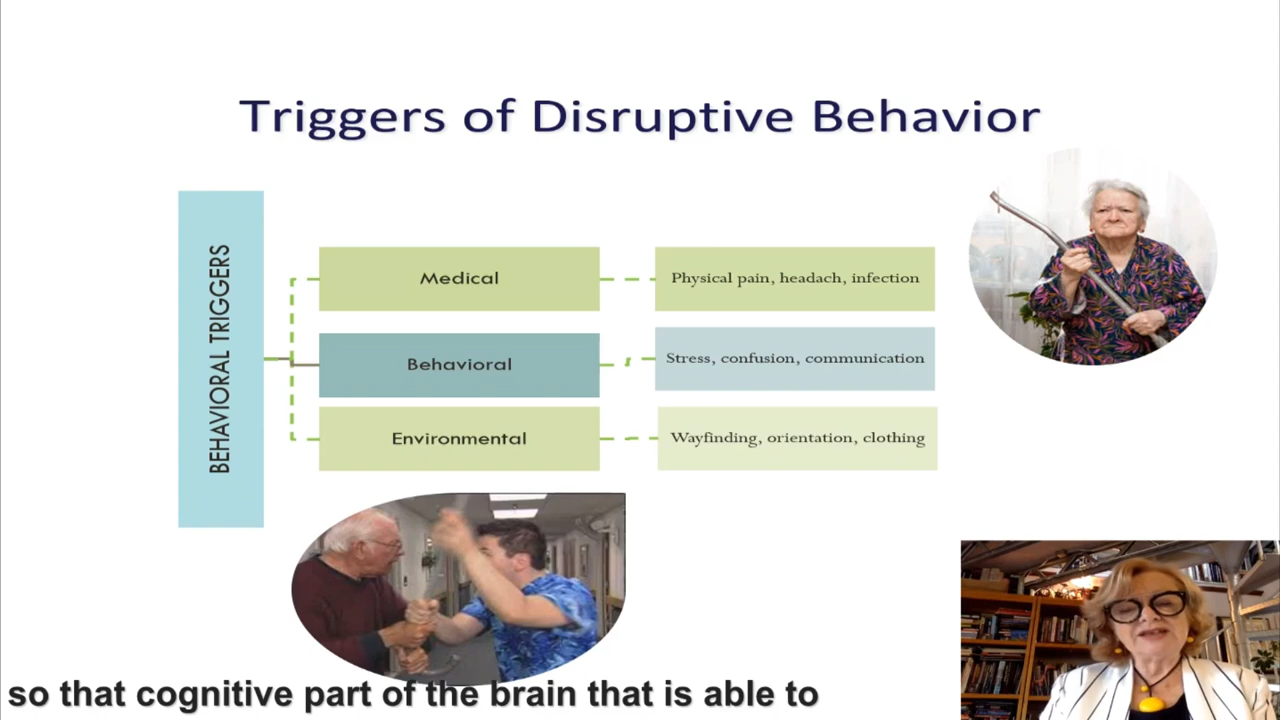 Triggers of Disruptive Behavior
BEHAVIORAL TRIGGERS
Medical
Physical pain, headach, infection
Behavioral
Stress, confusion, communication
Environmental
Wayfinding, orientation, clothing
so that cognitive part of the brain that is able to